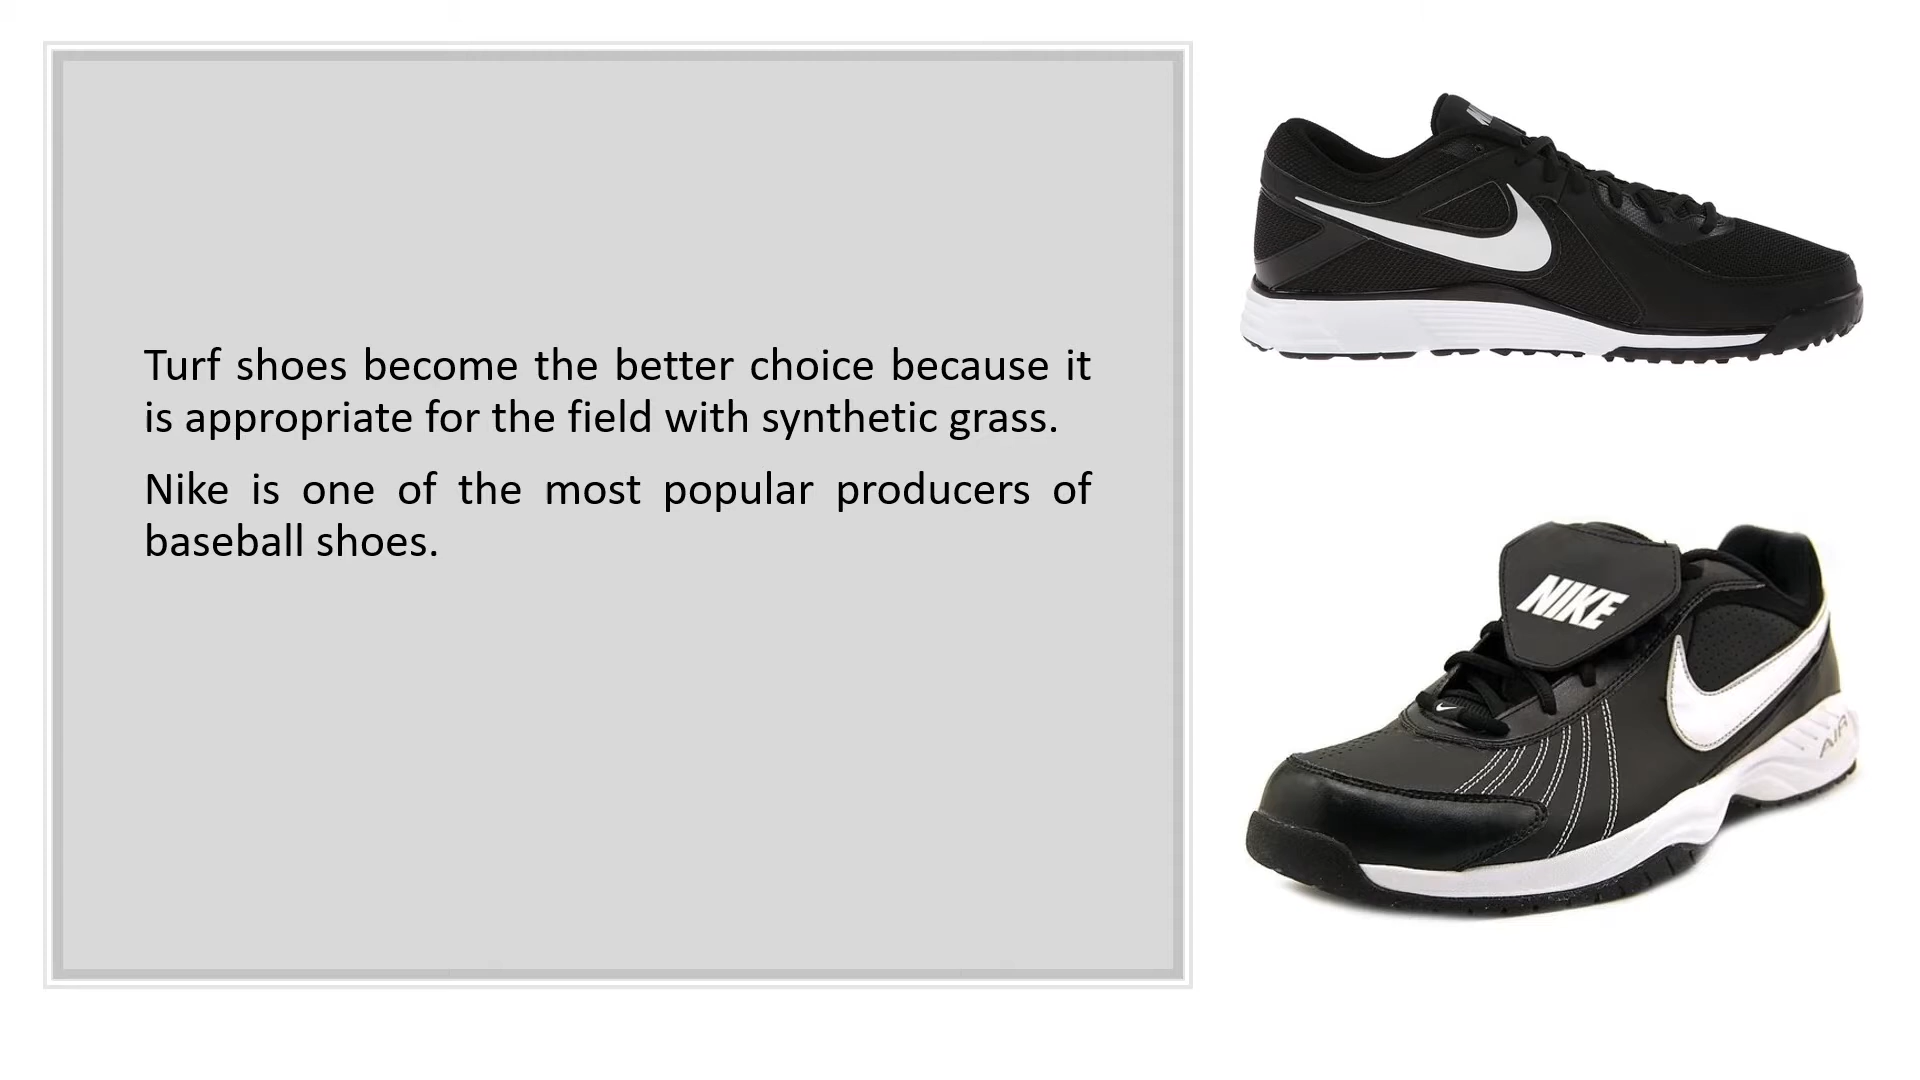 Turf shoes become the better choice because it
is appropriate for the field with synthetic grass.
Nike is one of the most popular producers of
baseball shoes.
NIKE
AIR